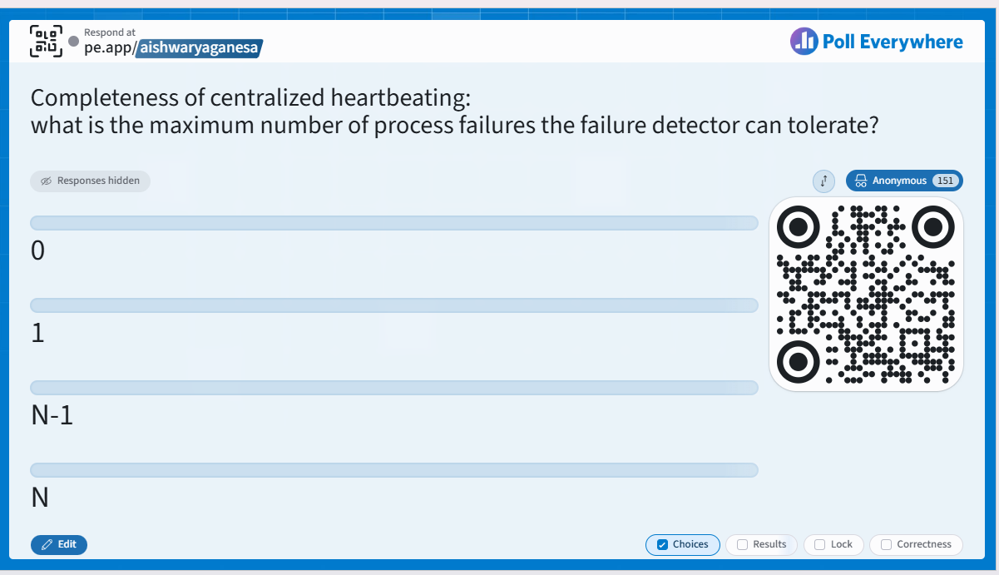 Respond at
pe.app/aishwaryaganesa
Poll Everywhere
Completeness of centralized heartbeating:
what is the maximum number of process failures the failure detector can tolerate?
Responses hidden
Anonymous 151
0
1
N-1
N
Edit
Choices
Results
Lock
Correctness